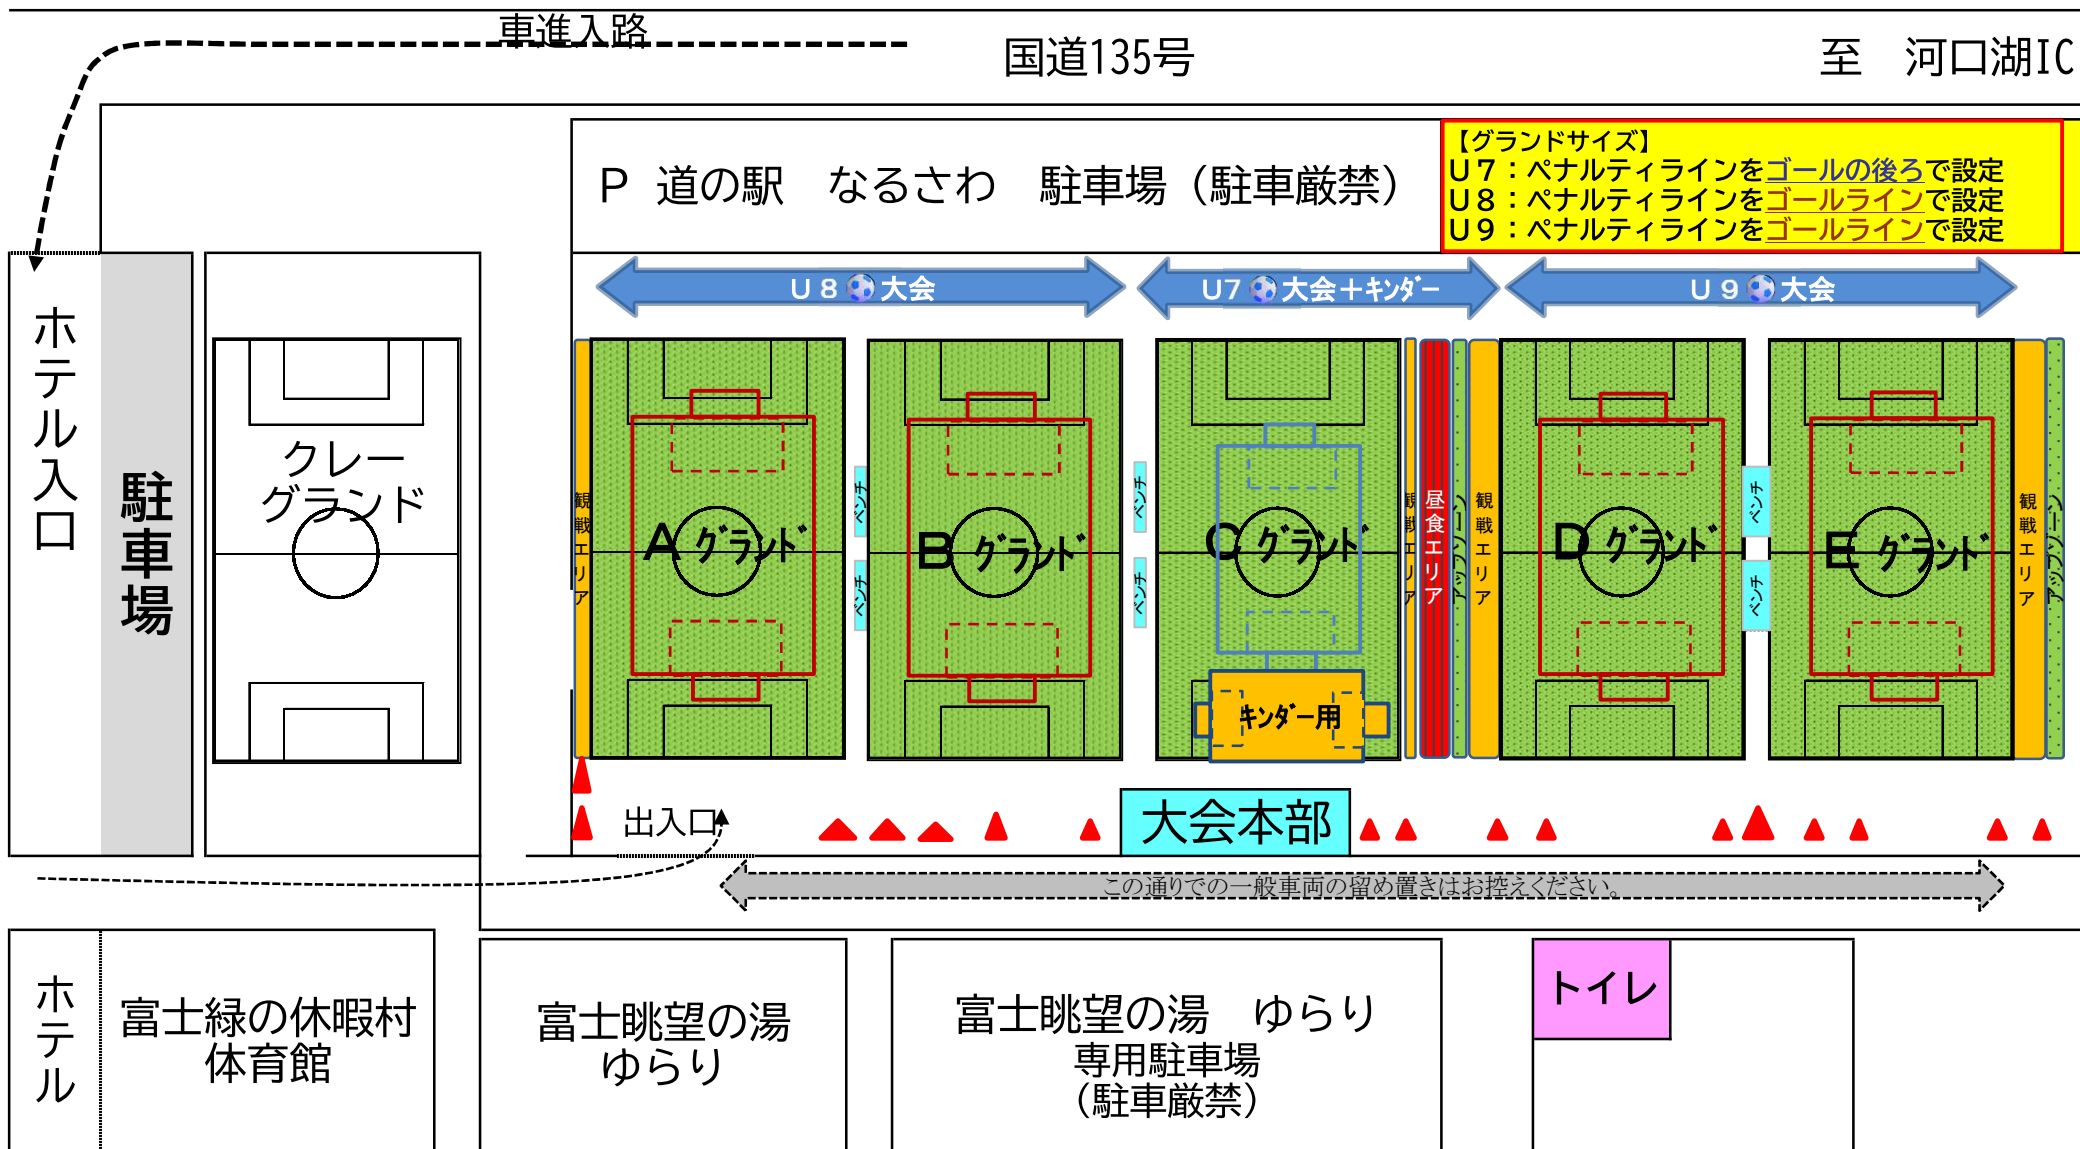 車進入路
国道135号
至　河口湖IC
P 道の駅　なるさわ　駐車場（駐車厳禁）
【グランドサイズ】
U7：ペナルティラインをゴールの後ろで設定
U8：ペナルティラインをゴールラインで設定
U9：ペナルティラインをゴールラインで設定
U8⚽大会
U7⚽大会＋ｷﾝﾀﾞｰ
U9⚽大会
ホテル入口
駐車場
クレー
グランド
観戦エリア
A ｸﾞﾗﾝﾄﾞ
ベンチ
ベンチ
B ｸﾞﾗﾝﾄﾞ
ベンチ
ベンチ
C ｸﾞﾗﾝﾄﾞ
ｷﾝﾀﾞｰ用
観戦エリア
昼食エリア
アップゾーン
観戦エリア
D ｸﾞﾗﾝﾄﾞ
ベンチ
ベンチ
E ｸﾞﾗﾝﾄﾞ
観戦エリア
アップゾーン
出入口
大会本部
この通りでの一般車両の留め置きはお控えください。
ホテル
富士緑の休暇村
体育館
富士眺望の湯
ゆらり
富士眺望の湯　ゆらり
専用駐車場
（駐車厳禁）
トイレ